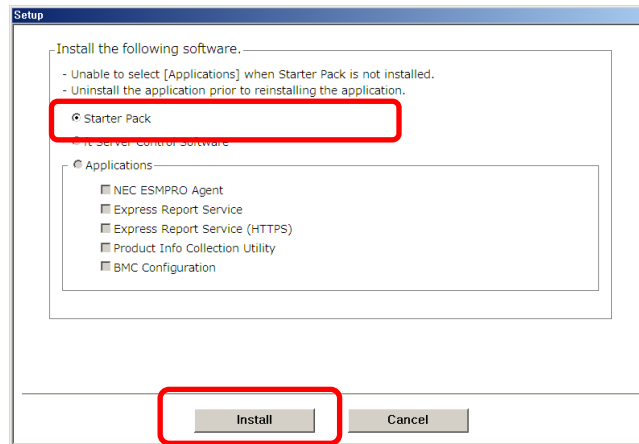 Setup
Install the following software.
- Unable to select [Applications] when Starter Pack is not installed.
- Uninstall the application prior to reinstalling the application.
Starter Pack
ft Server Control Software
Applications
NEC ESMPRO Agent
Express Report Service
Express Report Service (HTTPS)
Product Info Collection Utility
BMC Configuration
Install Cancel